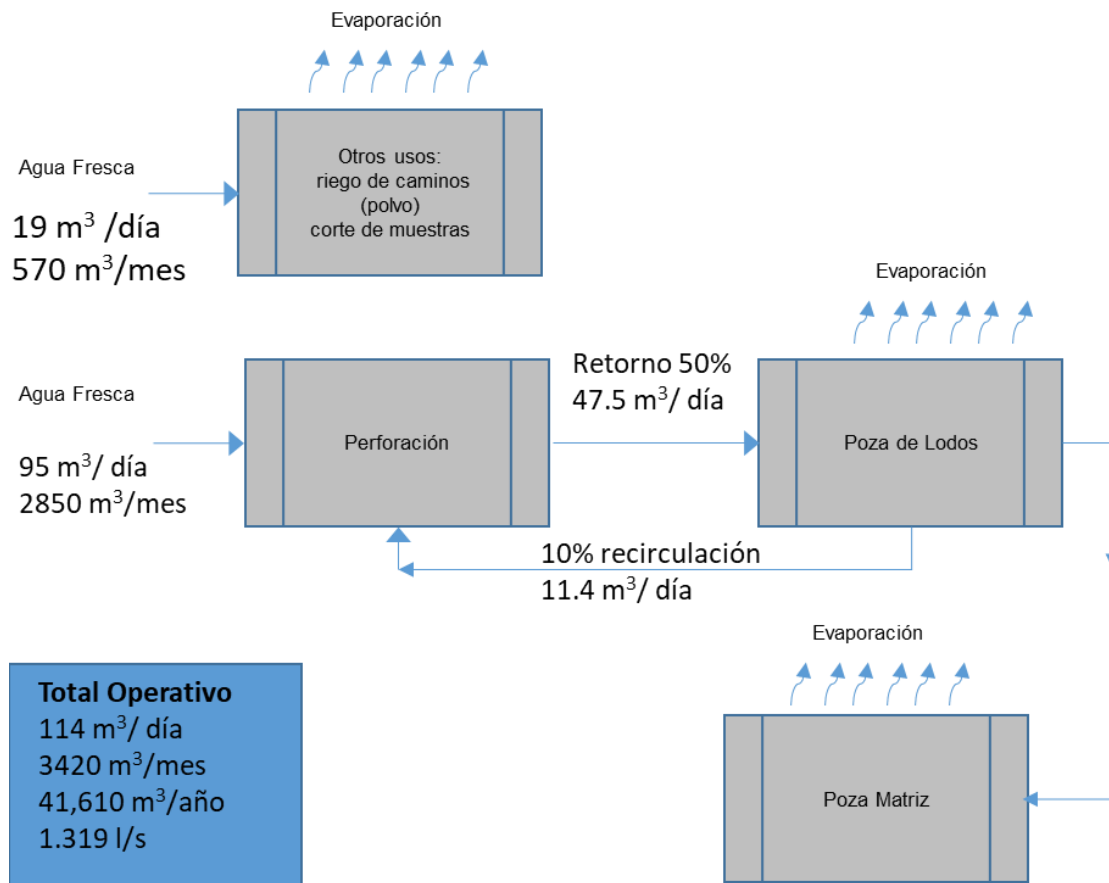 Evaporación
Agua Fresca
19 m³ /día
570 m³/mes
Otros usos:
riego de caminos
(polvo)
corte de muestras
Evaporación
Agua Fresca
95 m³/ día
2850 m³/mes
Perforación
Retorno 50%
47.5 m³/ día
Poza de Lodos
10% recirculación
11.4 m³/ día
Evaporación
Poza Matriz
Total Operativo
114 m³/ día
3420 m³/mes
41,610 m³/año
1.319 l/s